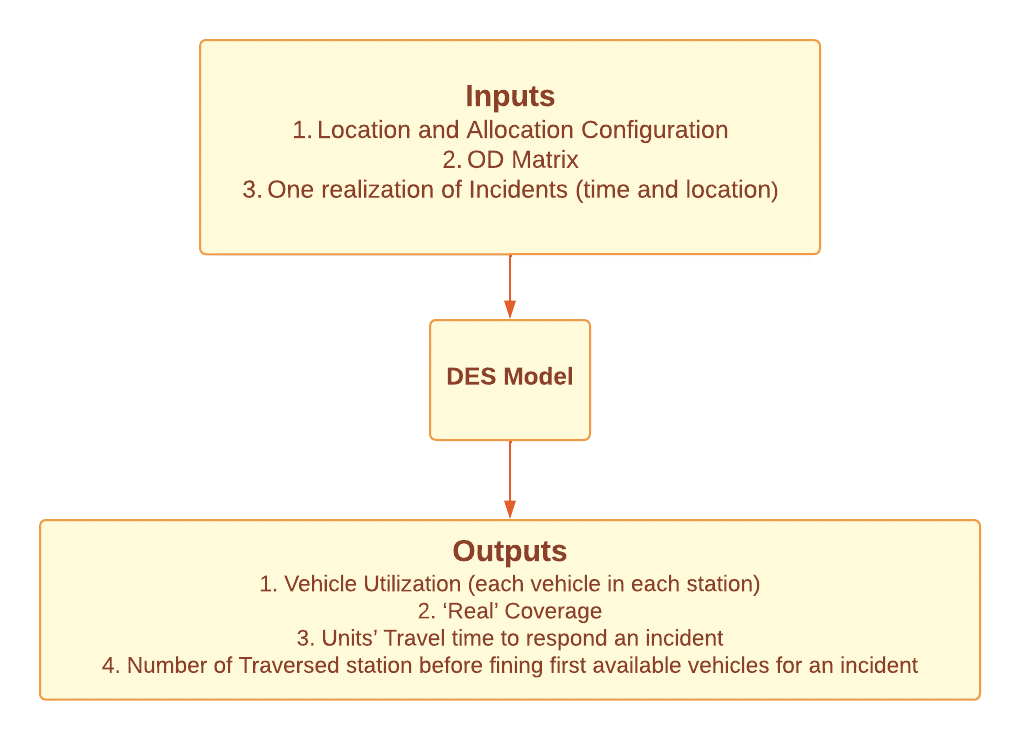 Inputs
1. Location and Allocation Configuration
2. OD Matrix
3. One realization of Incidents (time and location)
DES Model
Outputs
1. Vehicle Utilization (each vehicle in each station)
2. ‘Real’ Coverage
3. Units’ Travel time to respond an incident
4. Number of Traversed station before fining first available vehicles for an incident